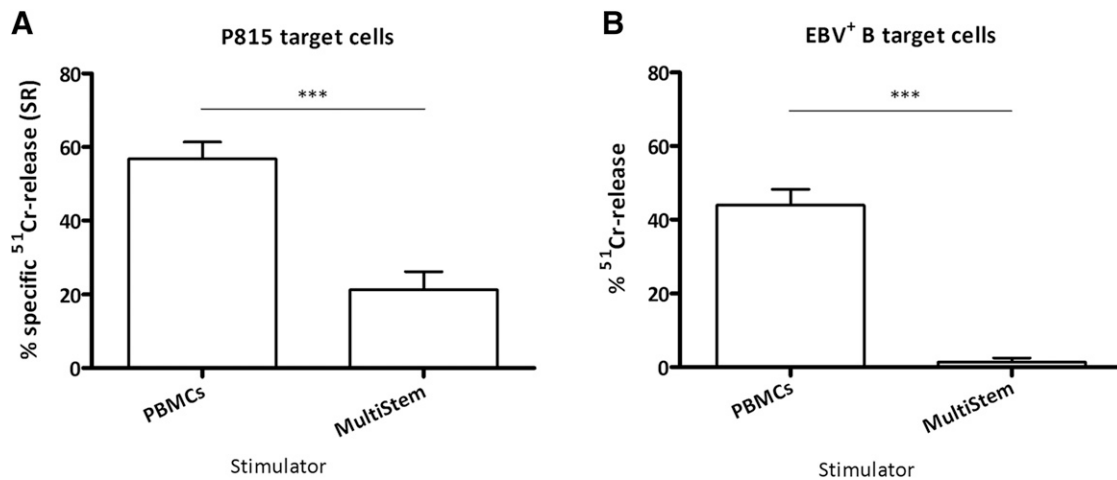 A
P815 target cells
% specific ⁵¹Cr-release (SR)
80
60
40
20
0
***
PBMCs
MultiStem
Stimulator
B
EBV⁺ B target cells
% ⁵¹Cr-release
80
60
40
20
0
***
PBMCs
MultiStem
Stimulator